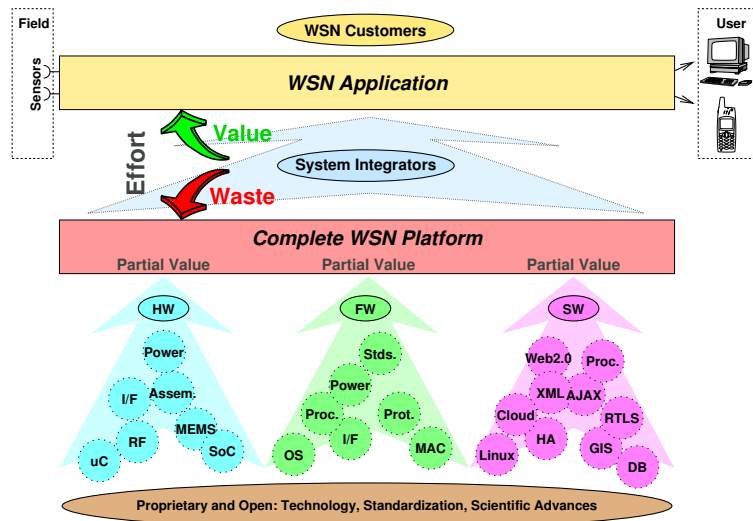 Field
WSN Customers
User
Sensors
WSN Application
Effort
Value
System Integrators
Waste
Complete WSN Platform
Partial Value
Partial Value
Partial Value
HW
FW
SW
Power
I/F
Assem.
RF
MEMS
uC
SoC
Stds.
Power
Proc.
Prot.
I/F
OS
MAC
Web2.0
Proc.
XML
AJAX
Cloud
RTLS
HA
GIS
Linux
DB
Proprietary and Open: Technology, Standardization, Scientific Advances